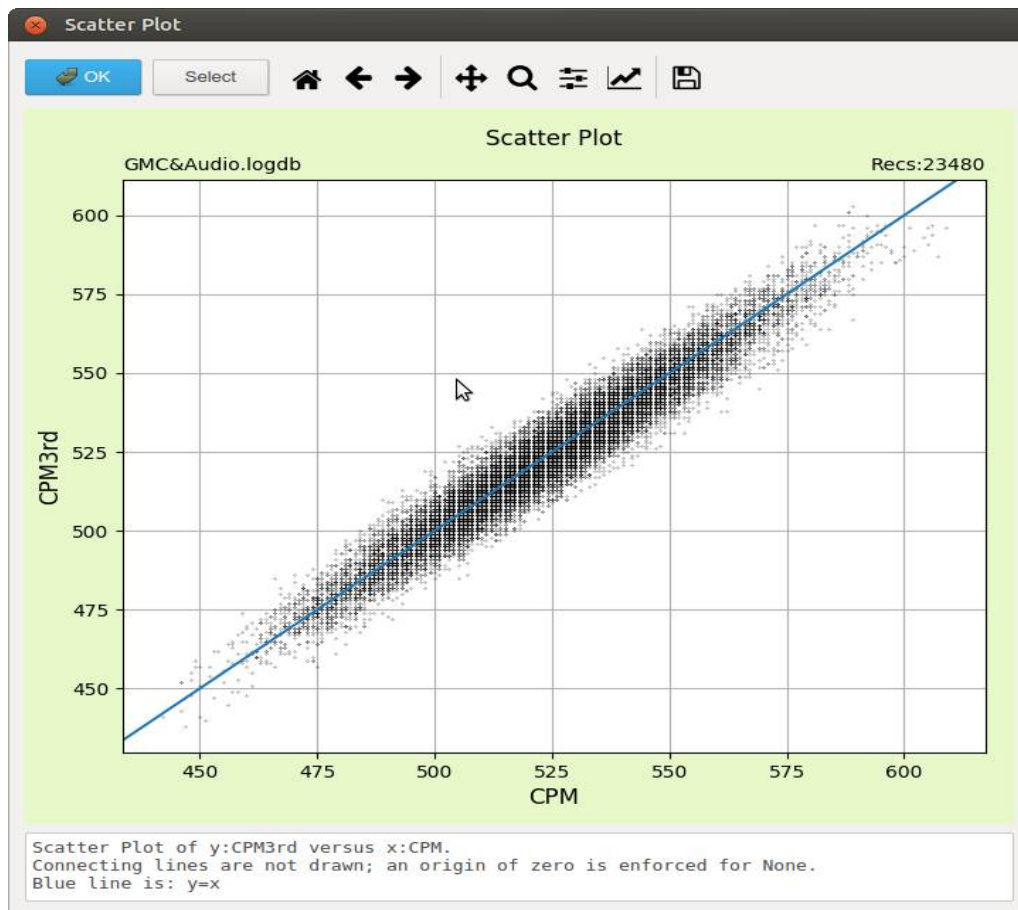 Scatter Plot
OK Select
Scatter Plot
GMC&Audio.logdb Recs:23480
600
575
550
525
500
475
450
CPM3rd
450 475 500 525 550 575 600
CPM
Scatter Plot of y:CPM3rd versus x:CPM.
Connecting lines are not drawn; an origin of zero is enforced for None.
Blue line is: y=x